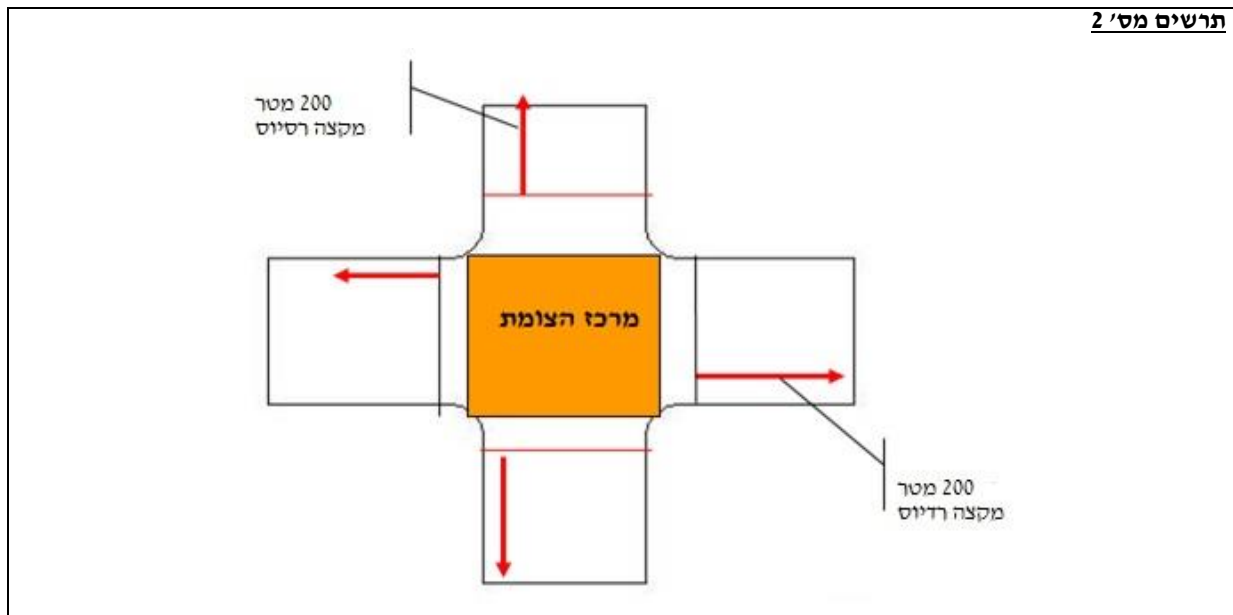 תרשים מס׳ 2
200 מטר
מקצה רסיוס
מרכז הצומת
200 מטר
מקצה רדיוס